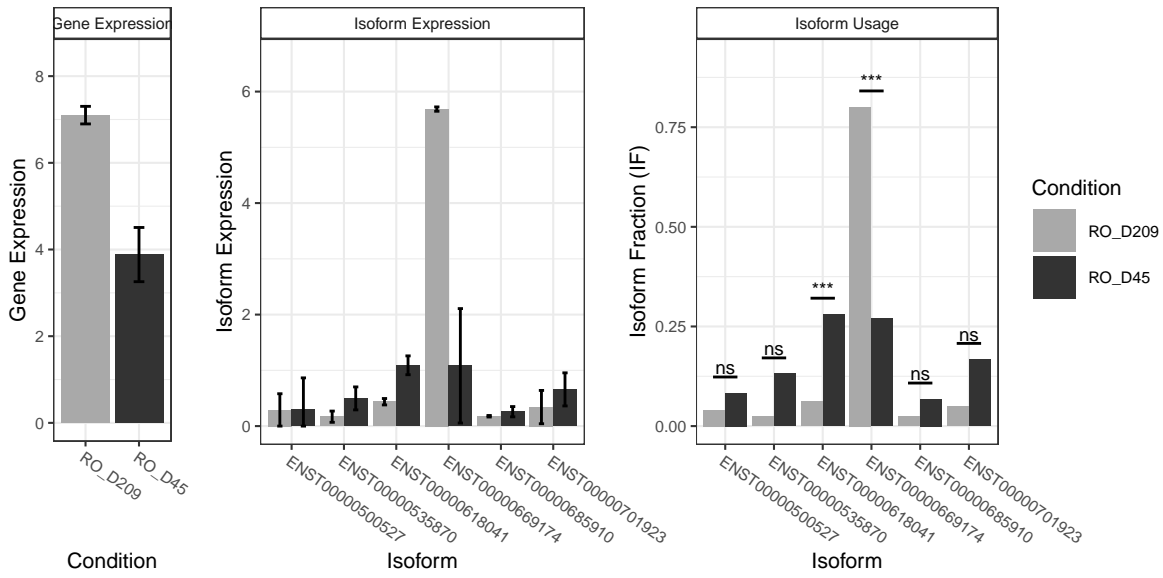 Gene Expression
Isoform Expression
Isoform Usage
Gene Expression
8
6
4
2
0
RO_D209
RO_D45
Condition
Isoform Expression
6
4
2
0
ENST00000500527
ENST00000535870
ENST00000618041
ENST00000669174
ENST00000685910
ENST00000701923
Isoform
Isoform Fraction (IF)
0.75
0.50
0.25
0.00
ns
ns
***
***
ns
ns
ENST00000500527
ENST00000535870
ENST00000618041
ENST00000669174
ENST00000685910
ENST00000701923
Isoform
Condition
RO_D209
RO_D45